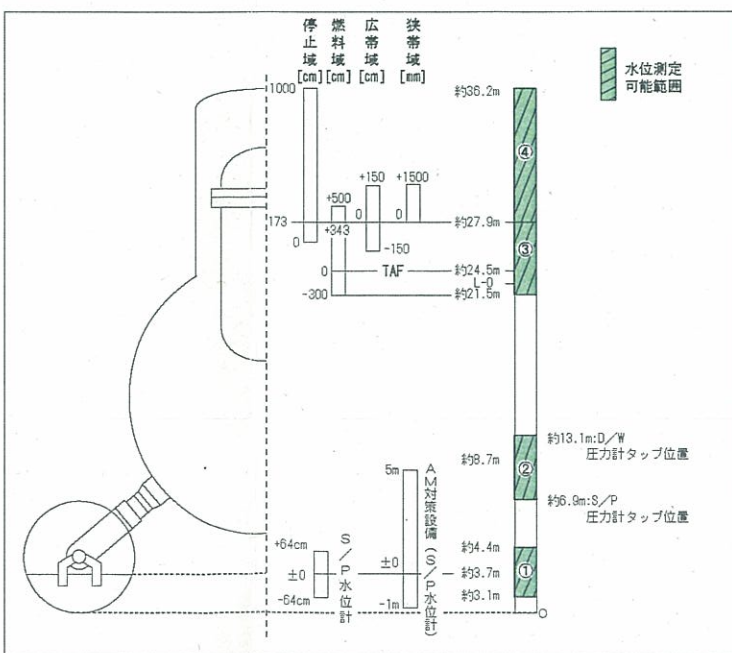 停止域[cm]
燃料域[cm]
広帯域[cm]
狭帯域[mm]
水位測定
可能範囲
1000
約36.2m
④
+150
+1500
+500
0
0
173
+343
約27.9m
0
-150
③
0
TAF
約24.5m
L-0
-300
約21.5m
約13.1m:D/W
圧力計タップ位置
約8.7m
②
5m
AM対策設備(S/P水位計)
約6.9m:S/P
圧力計タップ位置
+64cm
S/P水位計
約4.4m
±0
±0
約3.7m
①
-64cm
-1m
約3.1m
0